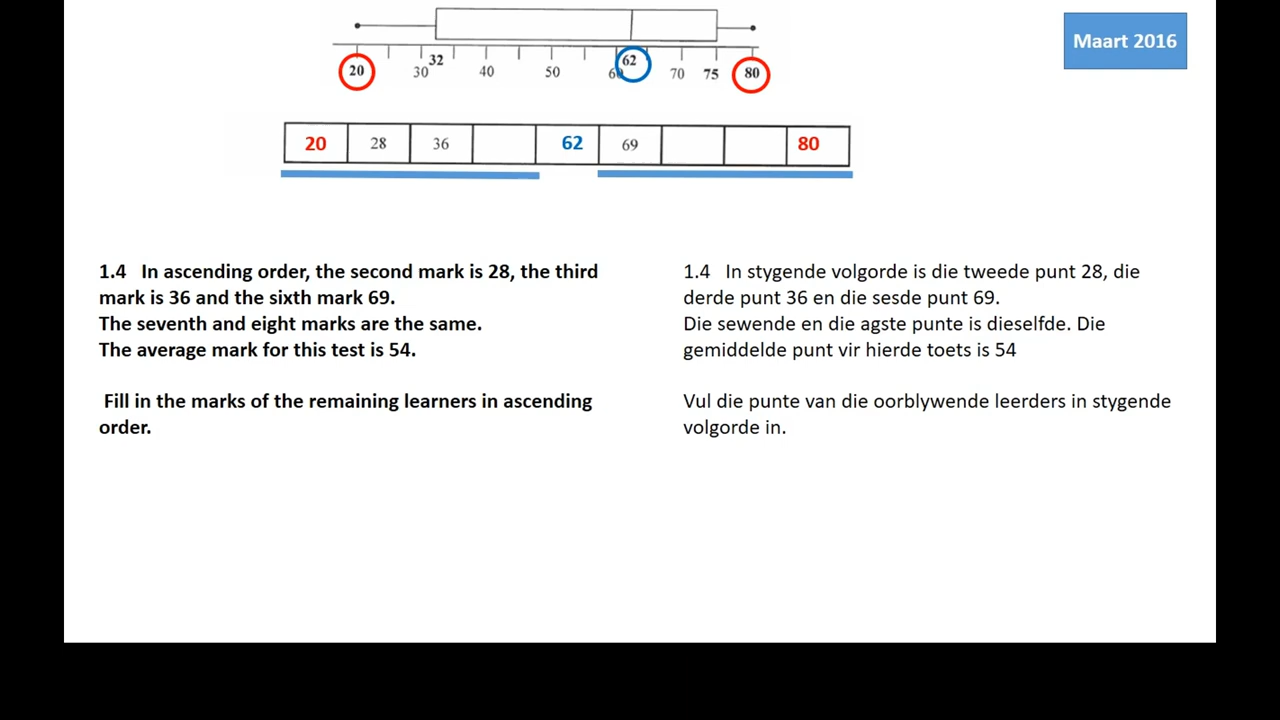 Maart 2016
32
62
20
30
40
50
60
70
75
80
20 28 36 62 69 80
1.4 In ascending order, the second mark is 28, the third
mark is 36 and the sixth mark 69.
The seventh and eight marks are the same.
The average mark for this test is 54.
Fill in the marks of the remaining learners in ascending
order.
1.4 In stygende volgorde is die tweede punt 28, die
derde punt 36 en die sesde punt 69.
Die sewende en die agste punte is dieselfde. Die
gemiddelde punt vir hierde toets is 54
Vul die punte van die oorblywende leerders in stygende
volgorde in.